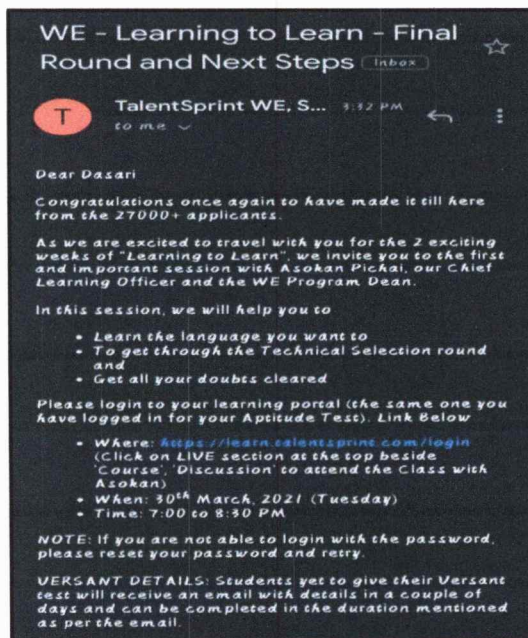 WE - Learning to Learn - Final
Round and Next Steps Inbox
T
TalentSprint WE, S... 3:32 PM
to me
Dear Dasari
Congratulations once again to have made it till here
from the 27000+ applicants.
As we are excited to travel with you for the 2 exciting
weeks of "Learning to Learn", we invite you to the first
and important session with Asokan Pichai, our Chief
Learning Officer and the WE Program Dean.
In this session, we will help you to
• Learn the language you want to
• To get through the Technical Selection round
and
• Get all your doubts cleared
Please login to your learning portal (the same one you
have logged in for your Aptitude Test). Link Below
• Where: https://learn.talentsprint.com/login
(Click on LIVE section at the top beside
'Course', 'Discussion' to attend the Class with
Asokan)
• When: 30th March, 2021 (Tuesday)
• Time: 7:00 to 8:30 PM
NOTE: If you are not able to login with the password,
please reset your password and retry.
VERSANT DETAILS: Students yet to give their Versant
test will receive an email with details in a couple of
days and can be completed in the duration mentioned
as per the email.